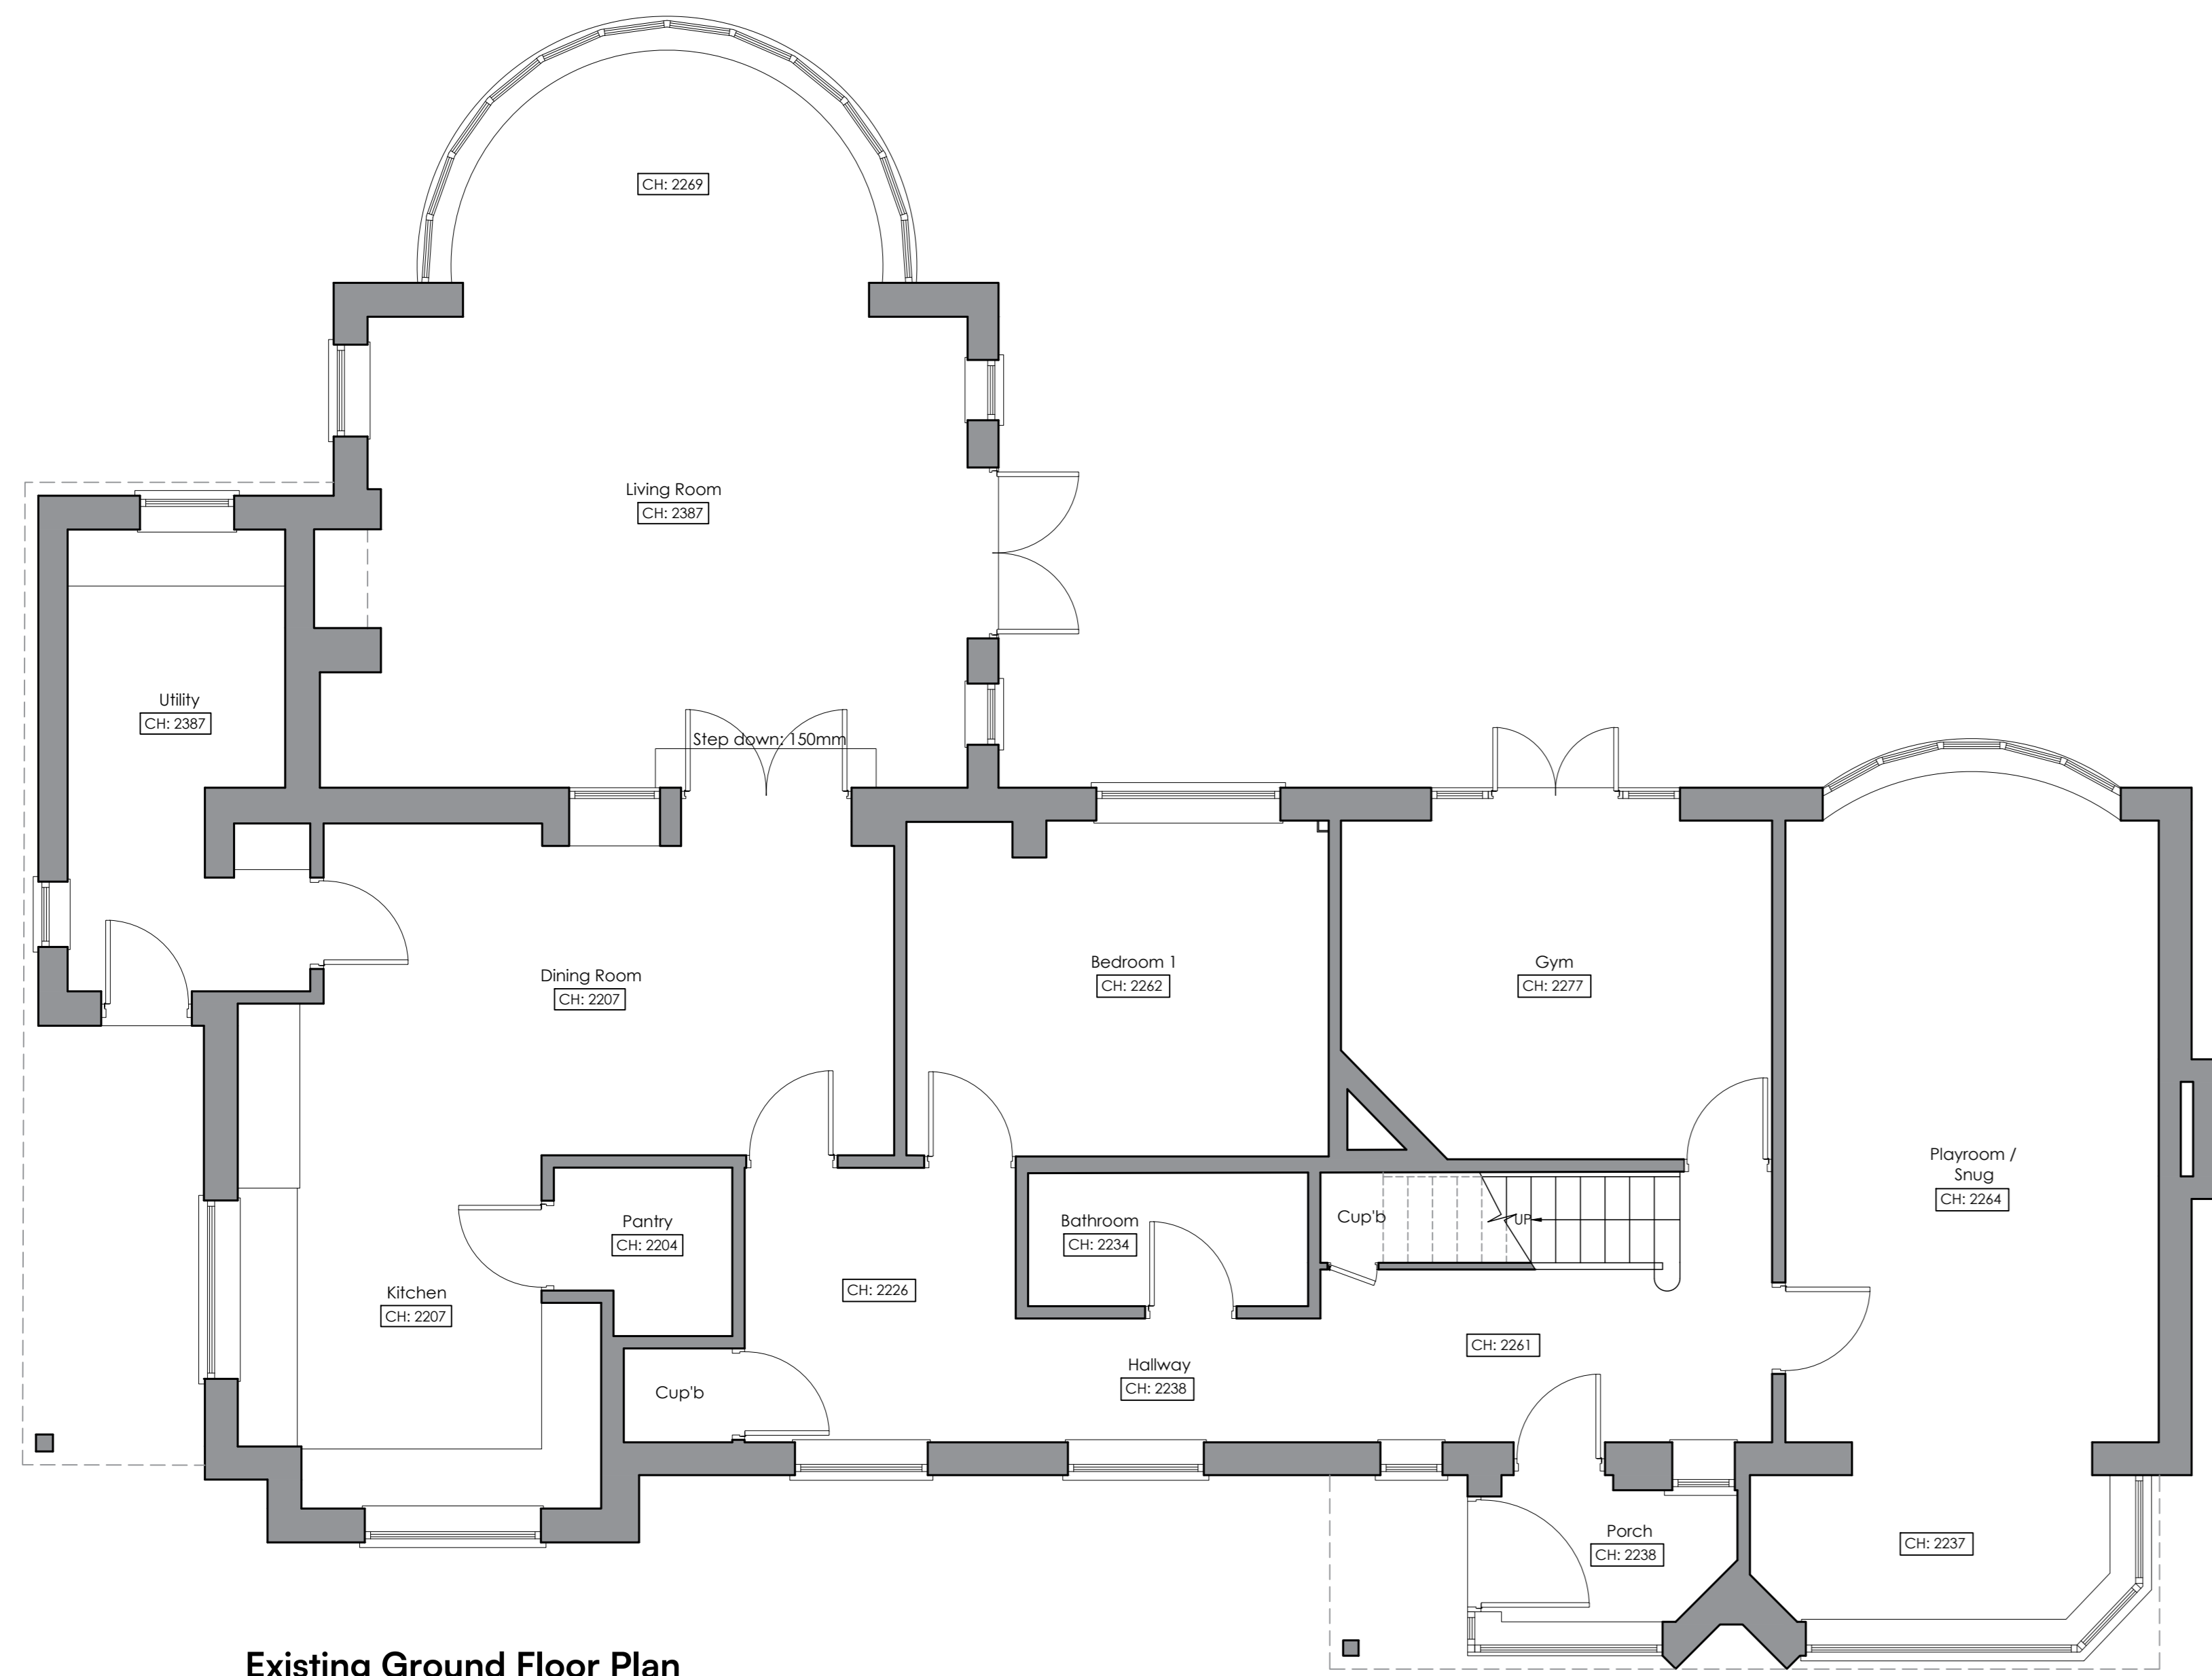 CH: 2269
Living Room
CH: 2387
Utility
CH: 2387
Step down: 150mm
Dining Room
CH: 2207
Bedroom 1
CH: 2262
Gym
CH: 2277
Playroom /
Snug
CH: 2264
Pantry
CH: 2204
Bathroom
CH: 2234
Cup'b
UP
Kitchen
CH: 2207
CH: 2226
CH: 2261
Hallway
CH: 2238
Cup'b
Porch
CH: 2238
CH: 2237
Existing Ground Floor Plan